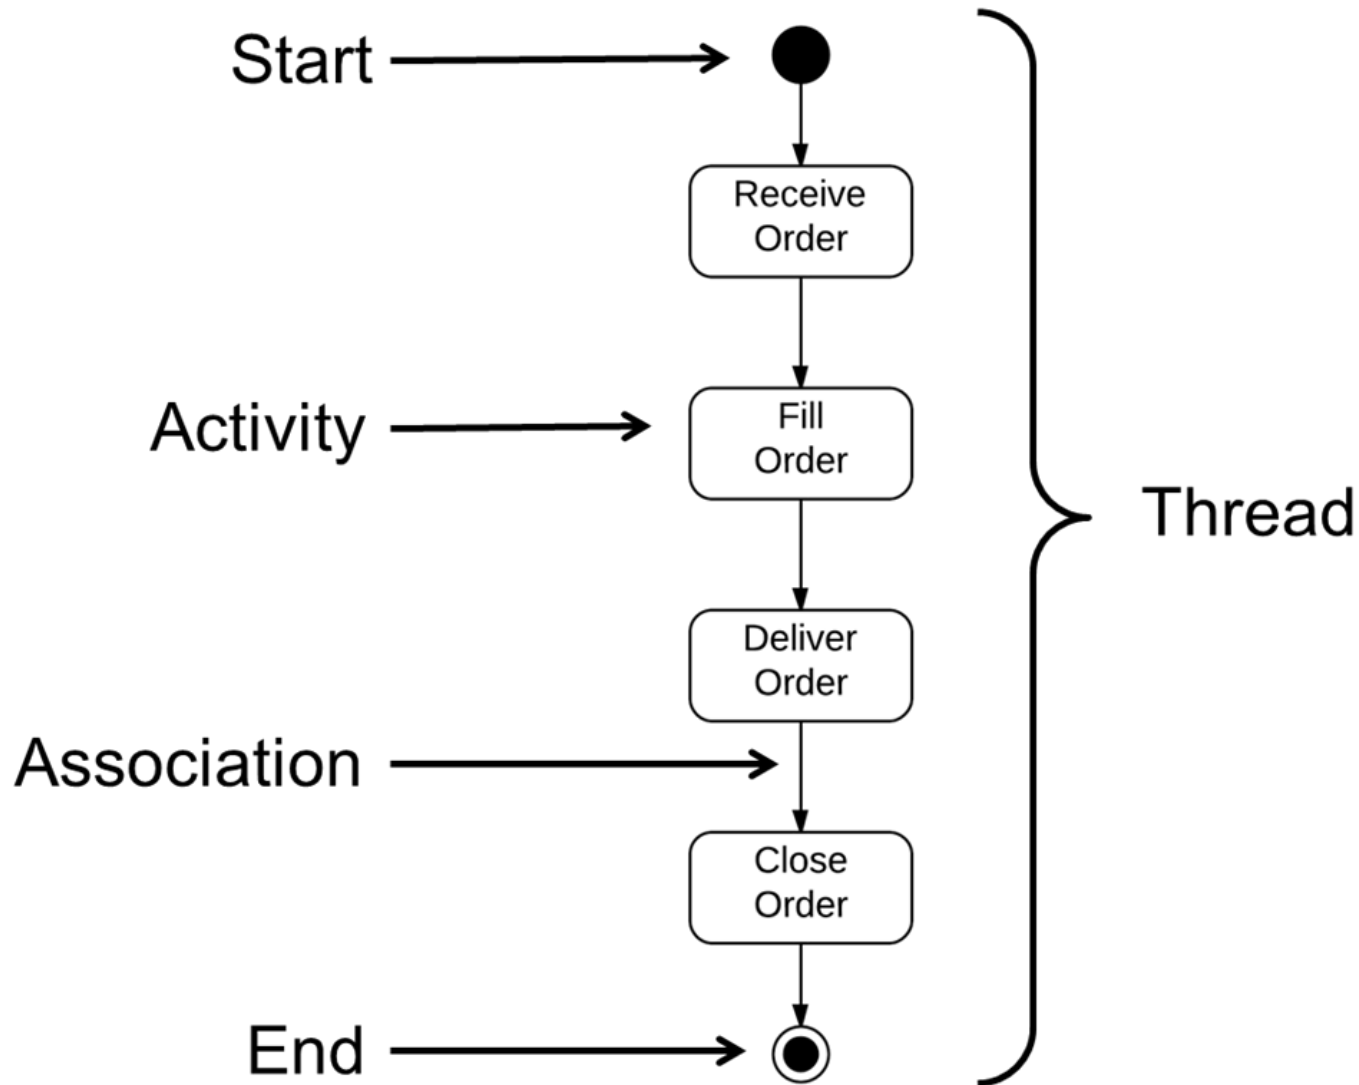 Start
Receive
Order
Activity
Fill
Order
Thread
Deliver
Order
Association
Close
Order
End